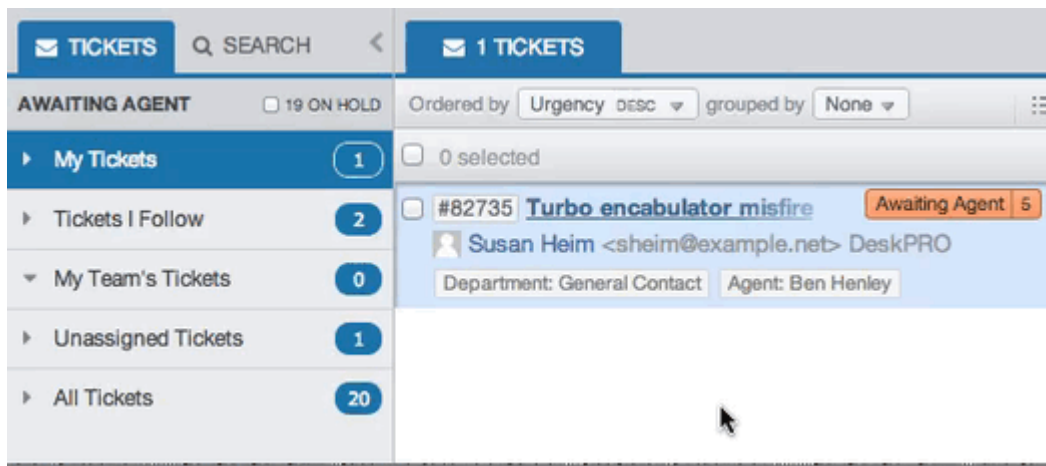 TICKETS
SEARCH
1 TICKETS
AWAITING AGENT
19 ON HOLD
Ordered by Urgency DESC grouped by None
My Tickets 1
0 selected
Tickets I Follow 2
#82735 Turbo encabulator misfire Awaiting Agent 5
Susan Heim <sheim@example.net> DeskPRO
My Team's Tickets 0
Department: General Contact Agent: Ben Henley
Unassigned Tickets 1
All Tickets 20